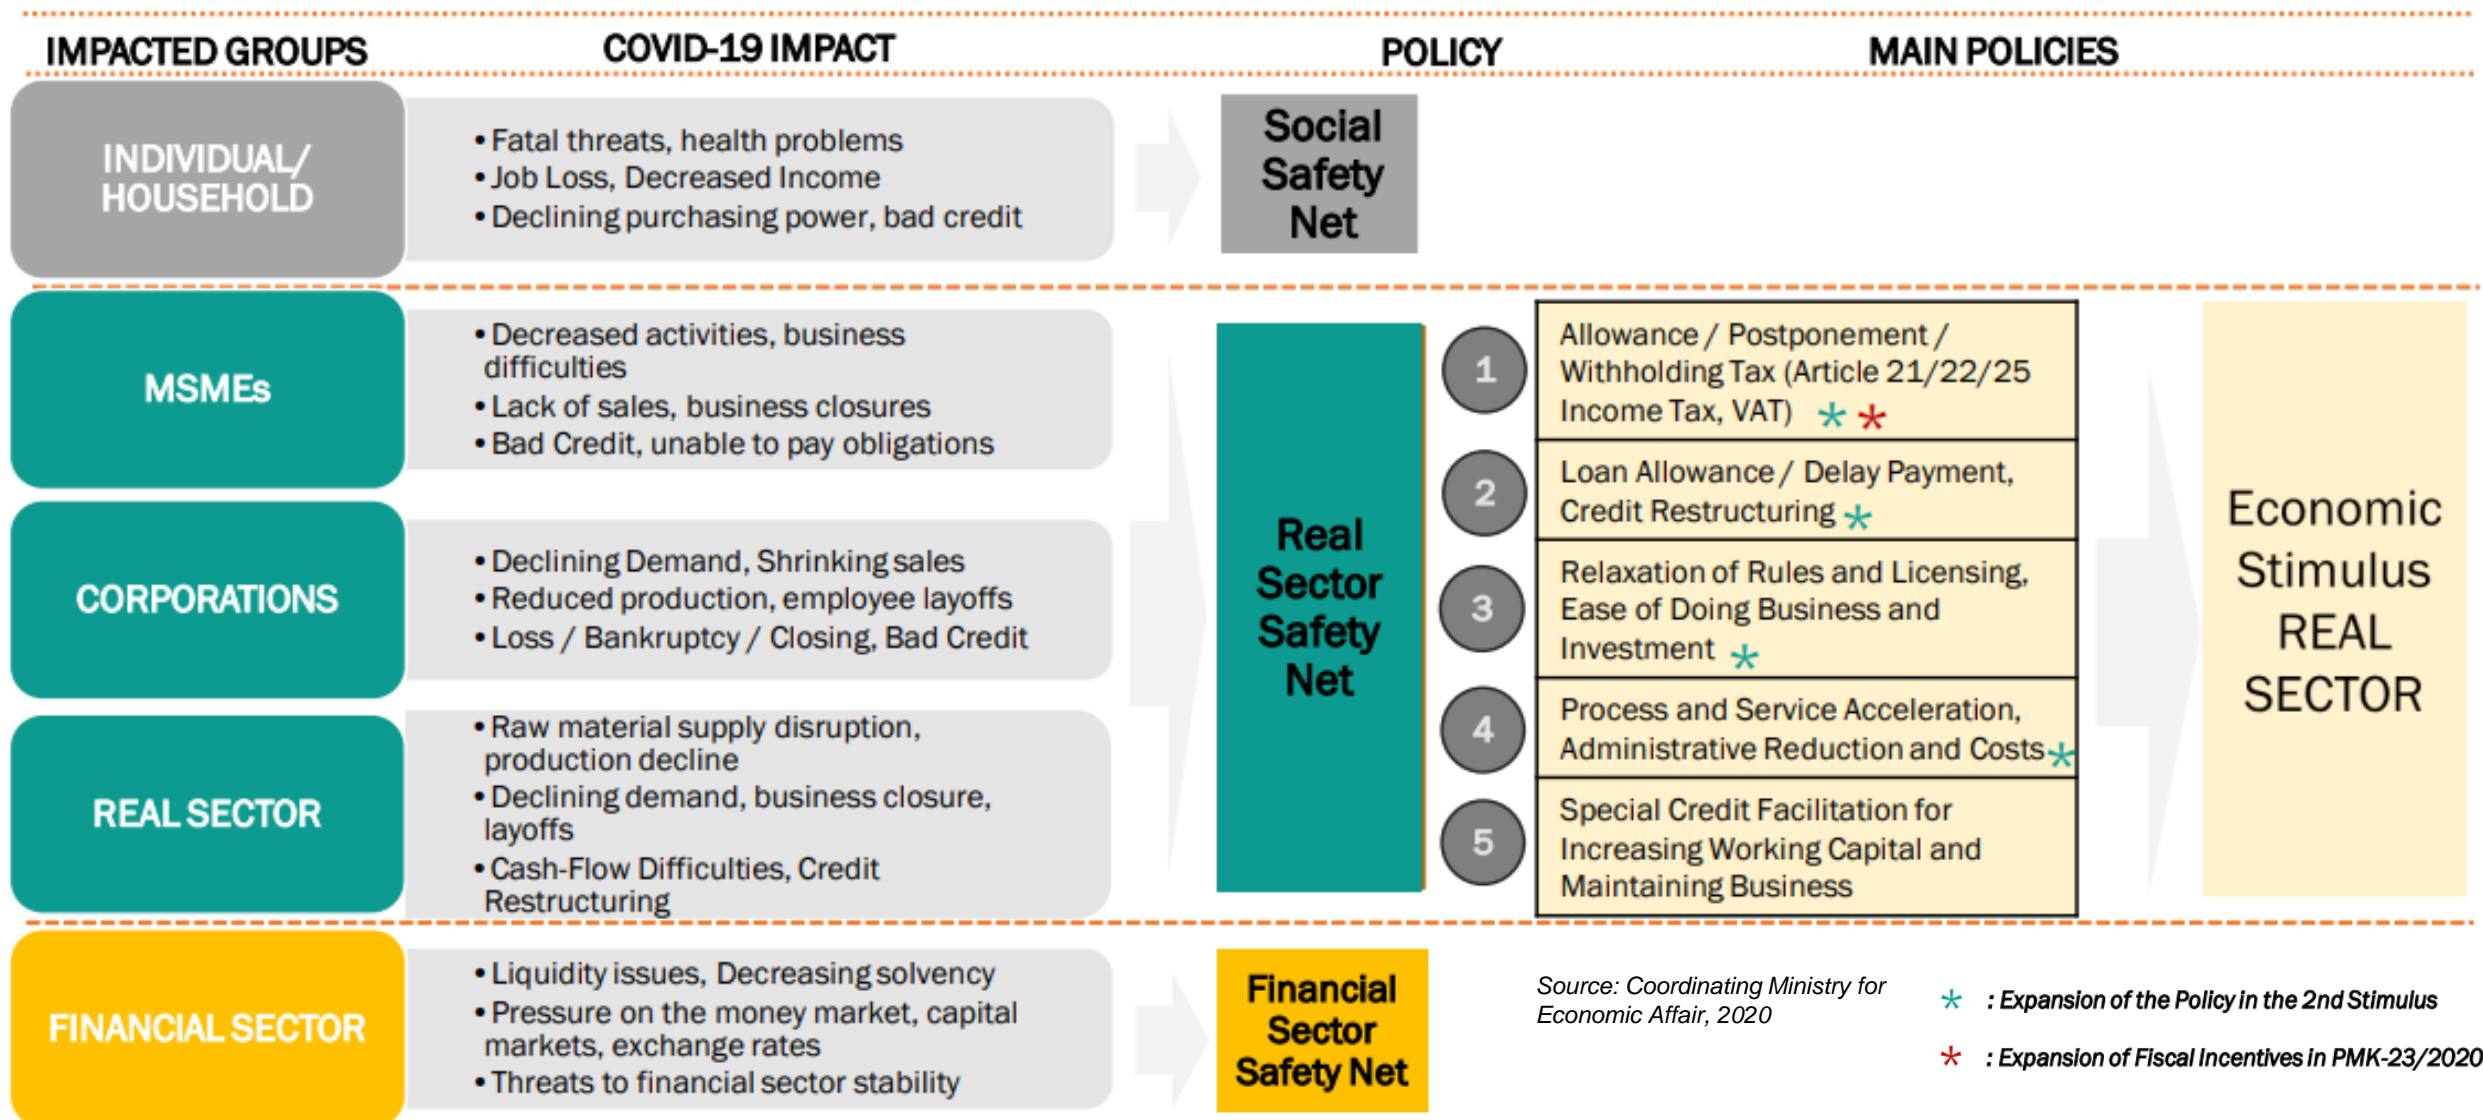 IMPACTED GROUPS
COVID-19 IMPACT
POLICY
MAIN POLICIES
INDIVIDUAL/
HOUSEHOLD
• Fatal threats, health problems
• Job Loss, Decreased Income
• Declining purchasing power, bad credit
Social
Safety
Net
MSMEs
• Decreased activities, business
difficulties
• Lack of sales, business closures
• Bad Credit, unable to pay obligations
CORPORATIONS
• Declining Demand, Shrinking sales
• Reduced production, employee layoffs
• Loss / Bankruptcy / Closing, Bad Credit
REAL SECTOR
• Raw material supply disruption,
production decline
• Declining demand, business closure,
layoffs
• Cash-Flow Difficulties, Credit
Restructuring
Real
Sector
Safety
Net
1
Allowance / Postponement /
Withholding Tax (Article 21/22/25
Income Tax, VAT) * *
2
Loan Allowance / Delay Payment,
Credit Restructuring *
3
Relaxation of Rules and Licensing,
Ease of Doing Business and
Investment *
4
Process and Service Acceleration,
Administrative Reduction and Costs *
5
Special Credit Facilitation for
Increasing Working Capital and
Maintaining Business
Economic
Stimulus
REAL
SECTOR
FINANCIAL SECTOR
• Liquidity issues, Decreasing solvency
• Pressure on the money market, capital
markets, exchange rates
• Threats to financial sector stability
Financial
Sector
Safety Net
Source: Coordinating Ministry for
Economic Affair, 2020
* : Expansion of the Policy in the 2nd Stimulus
* : Expansion of Fiscal Incentives in PMK-23/2020